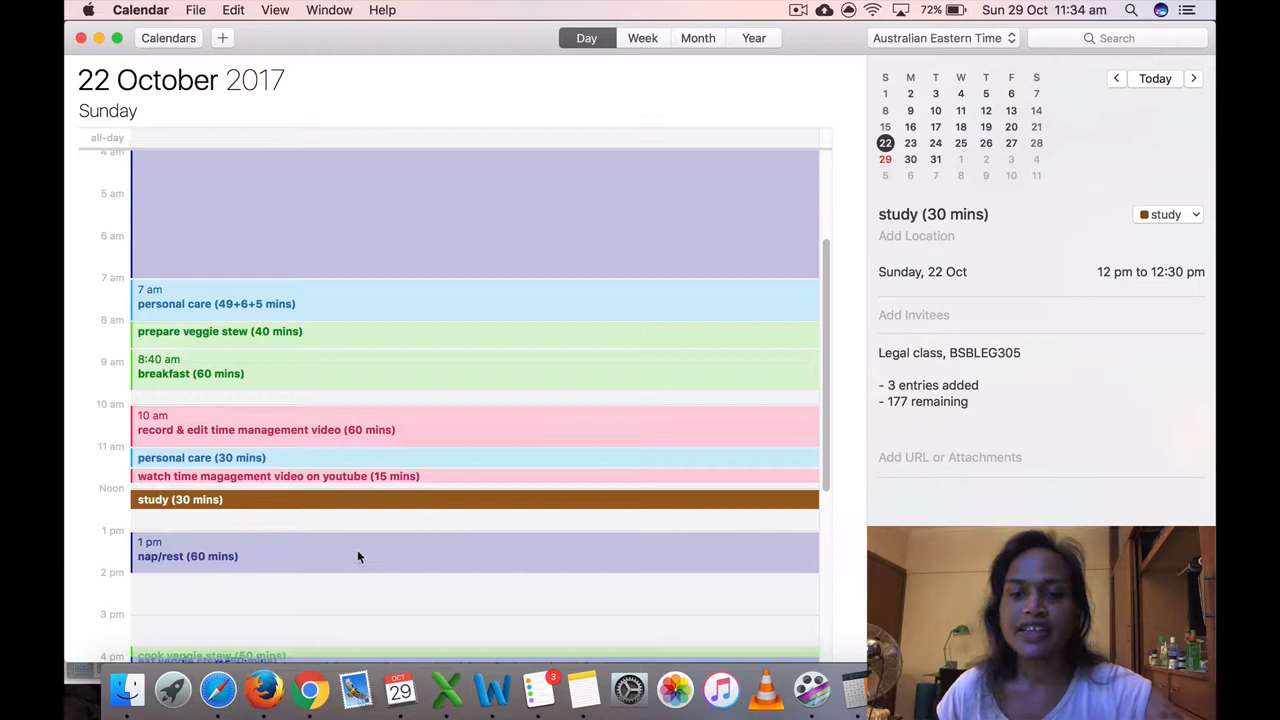 Calendar File Edit View Window Help 72% Sun 29 Oct 11:34 am
Calendars + Day Week Month Year Australian Eastern Time Search
22 October 2017
Sunday
all-day
4 am
5 am
6 am
7 am
7 am
personal care (49+6+5 mins)
8 am
prepare veggie stew (40 mins)
8:40 am
9 am
breakfast (60 mins)
10 am
10 am
record & edit time management video (60 mins)
11 am
personal care (30 mins)
watch time magagement video on youtube (15 mins)
Noon
study (30 mins)
1 pm
1 pm
nap/rest (60 mins)
2 pm
3 pm
4 pm
cook veggie stew (50 mins)
S M T W T F S
1 2 3 4 5 6 7
8 9 10 11 12 13 14
15 16 17 18 19 20 21
22 23 24 25 26 27 28
29 30 31 1 2 3 4
5 6 7 8 9 10 11
< Today >
study (30 mins) study
Add Location
Sunday, 22 Oct 12 pm to 12:30 pm
Add Invitees
Legal class, BSBLEG305
- 3 entries added
- 177 remaining
Add URL or Attachments
OCT
29
3